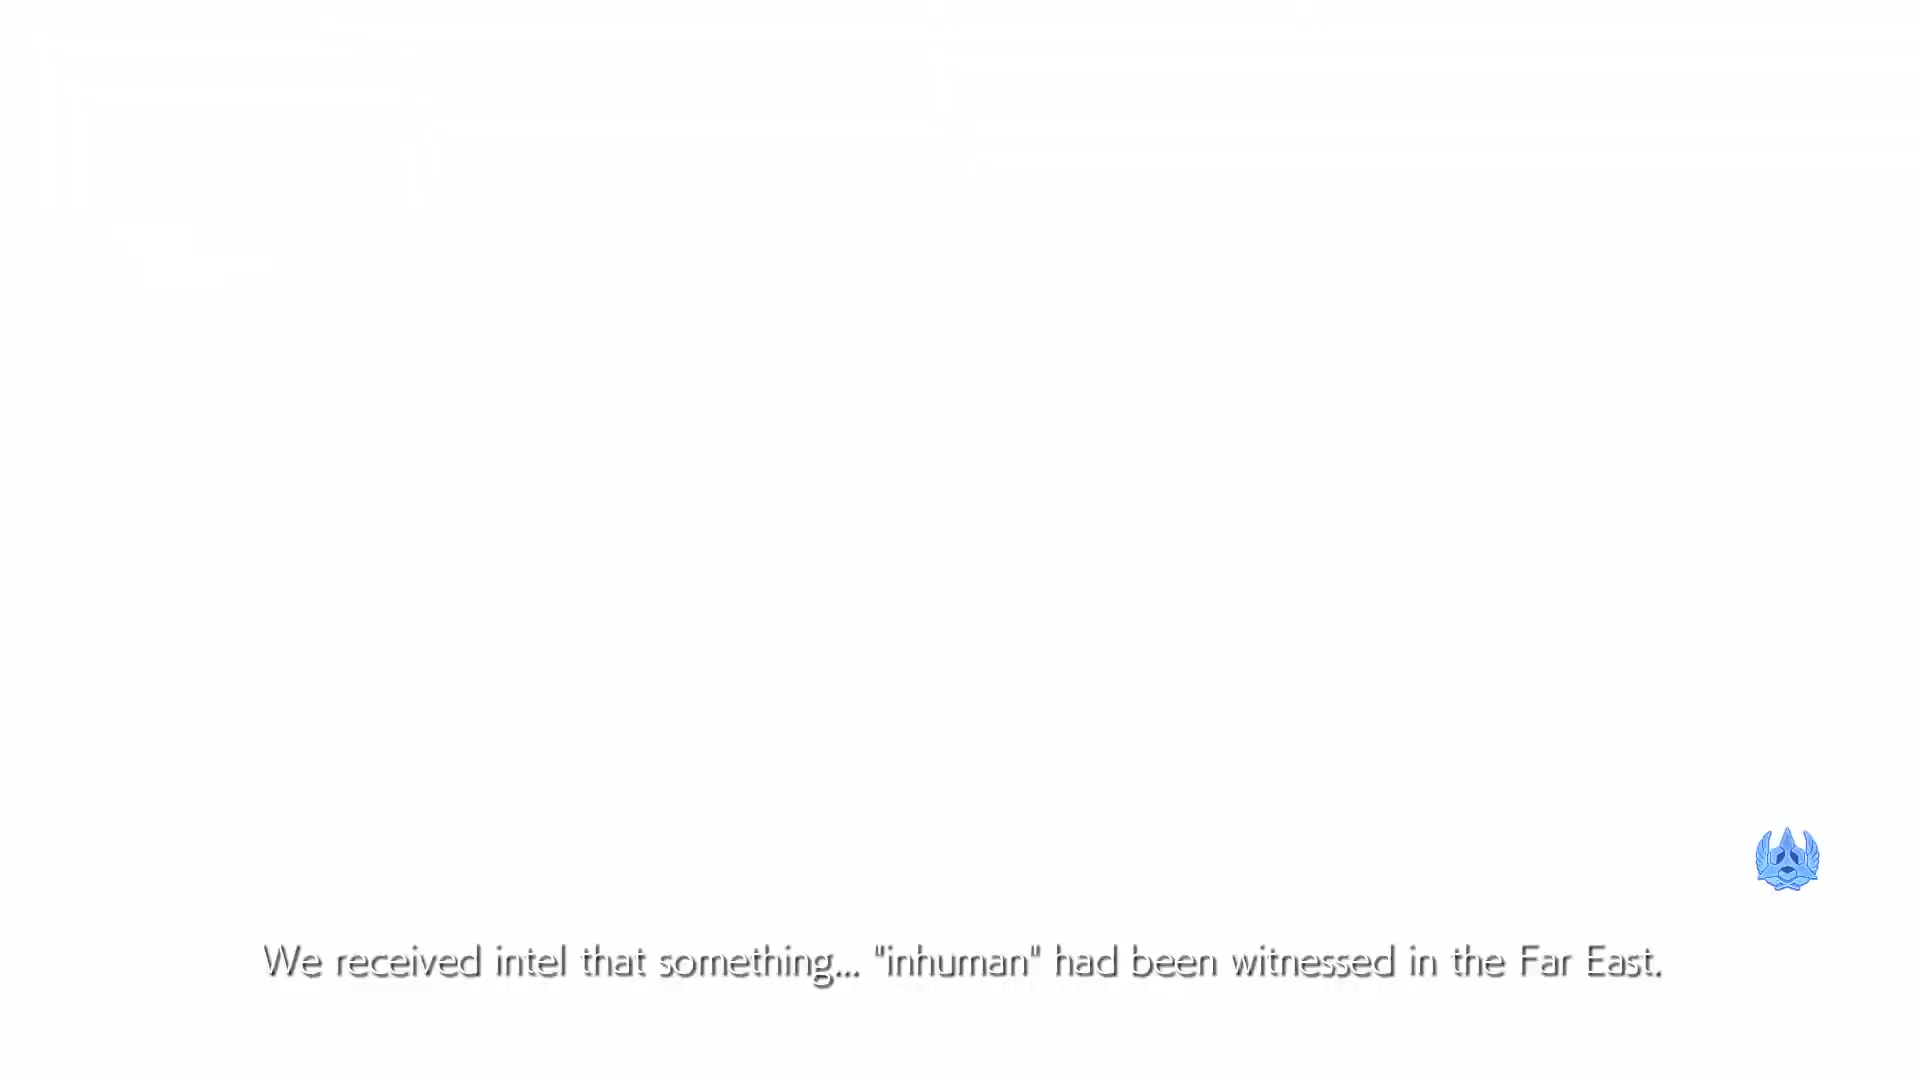 We received intel that something... "inhuman" had been witnessed in the Far East.